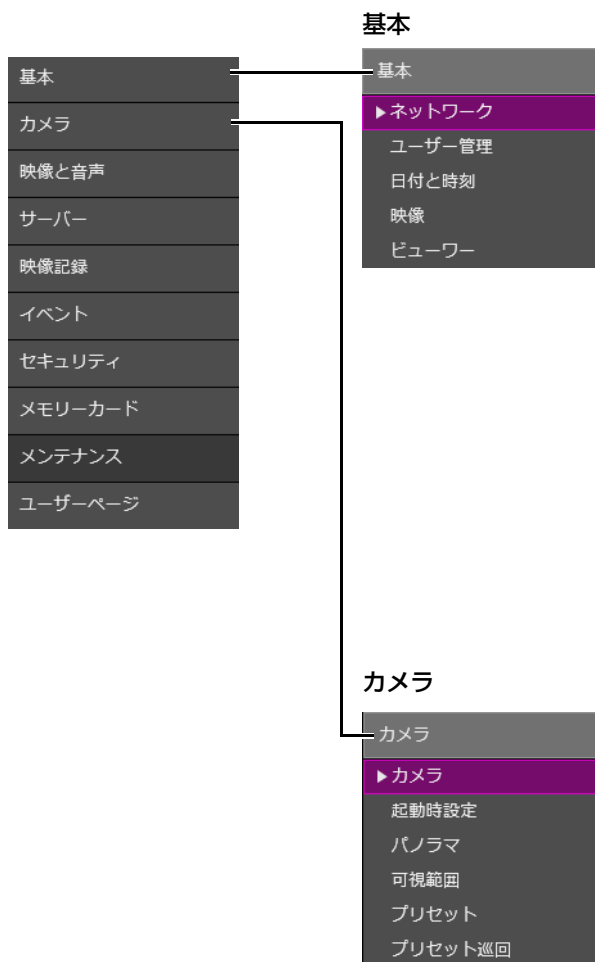 基本
カメラ
映像と音声
サーバー
映像記録
イベント
セキュリティ
メモリーカード
メンテナンス
ユーザーページ
基本
基本
▶ネットワーク
ユーザー管理
日付と時刻
映像
ビューワー
カメラ
カメラ
▶カメラ
起動時設定
パノラマ
可視範囲
プリセット
プリセット巡回